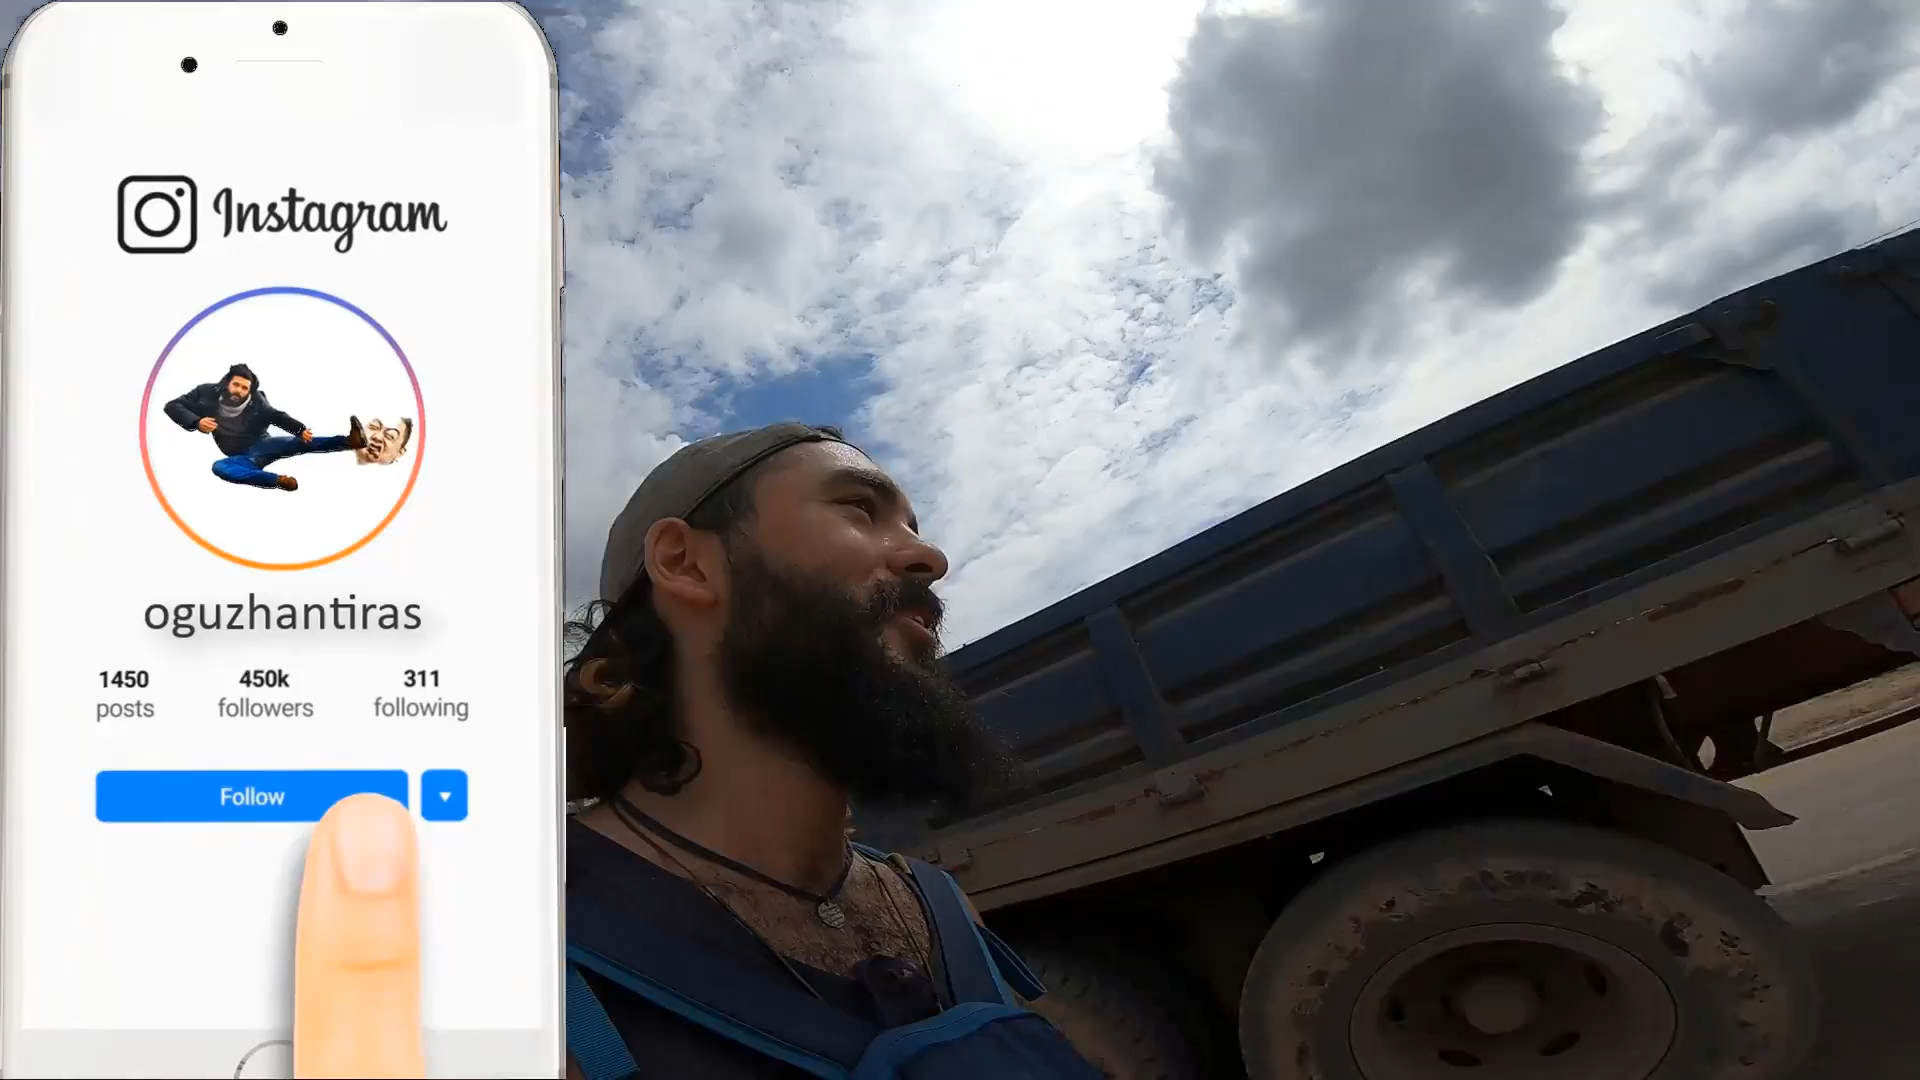 Instagram
oguzhantiras
1450 450k 311
posts followers following
Follow